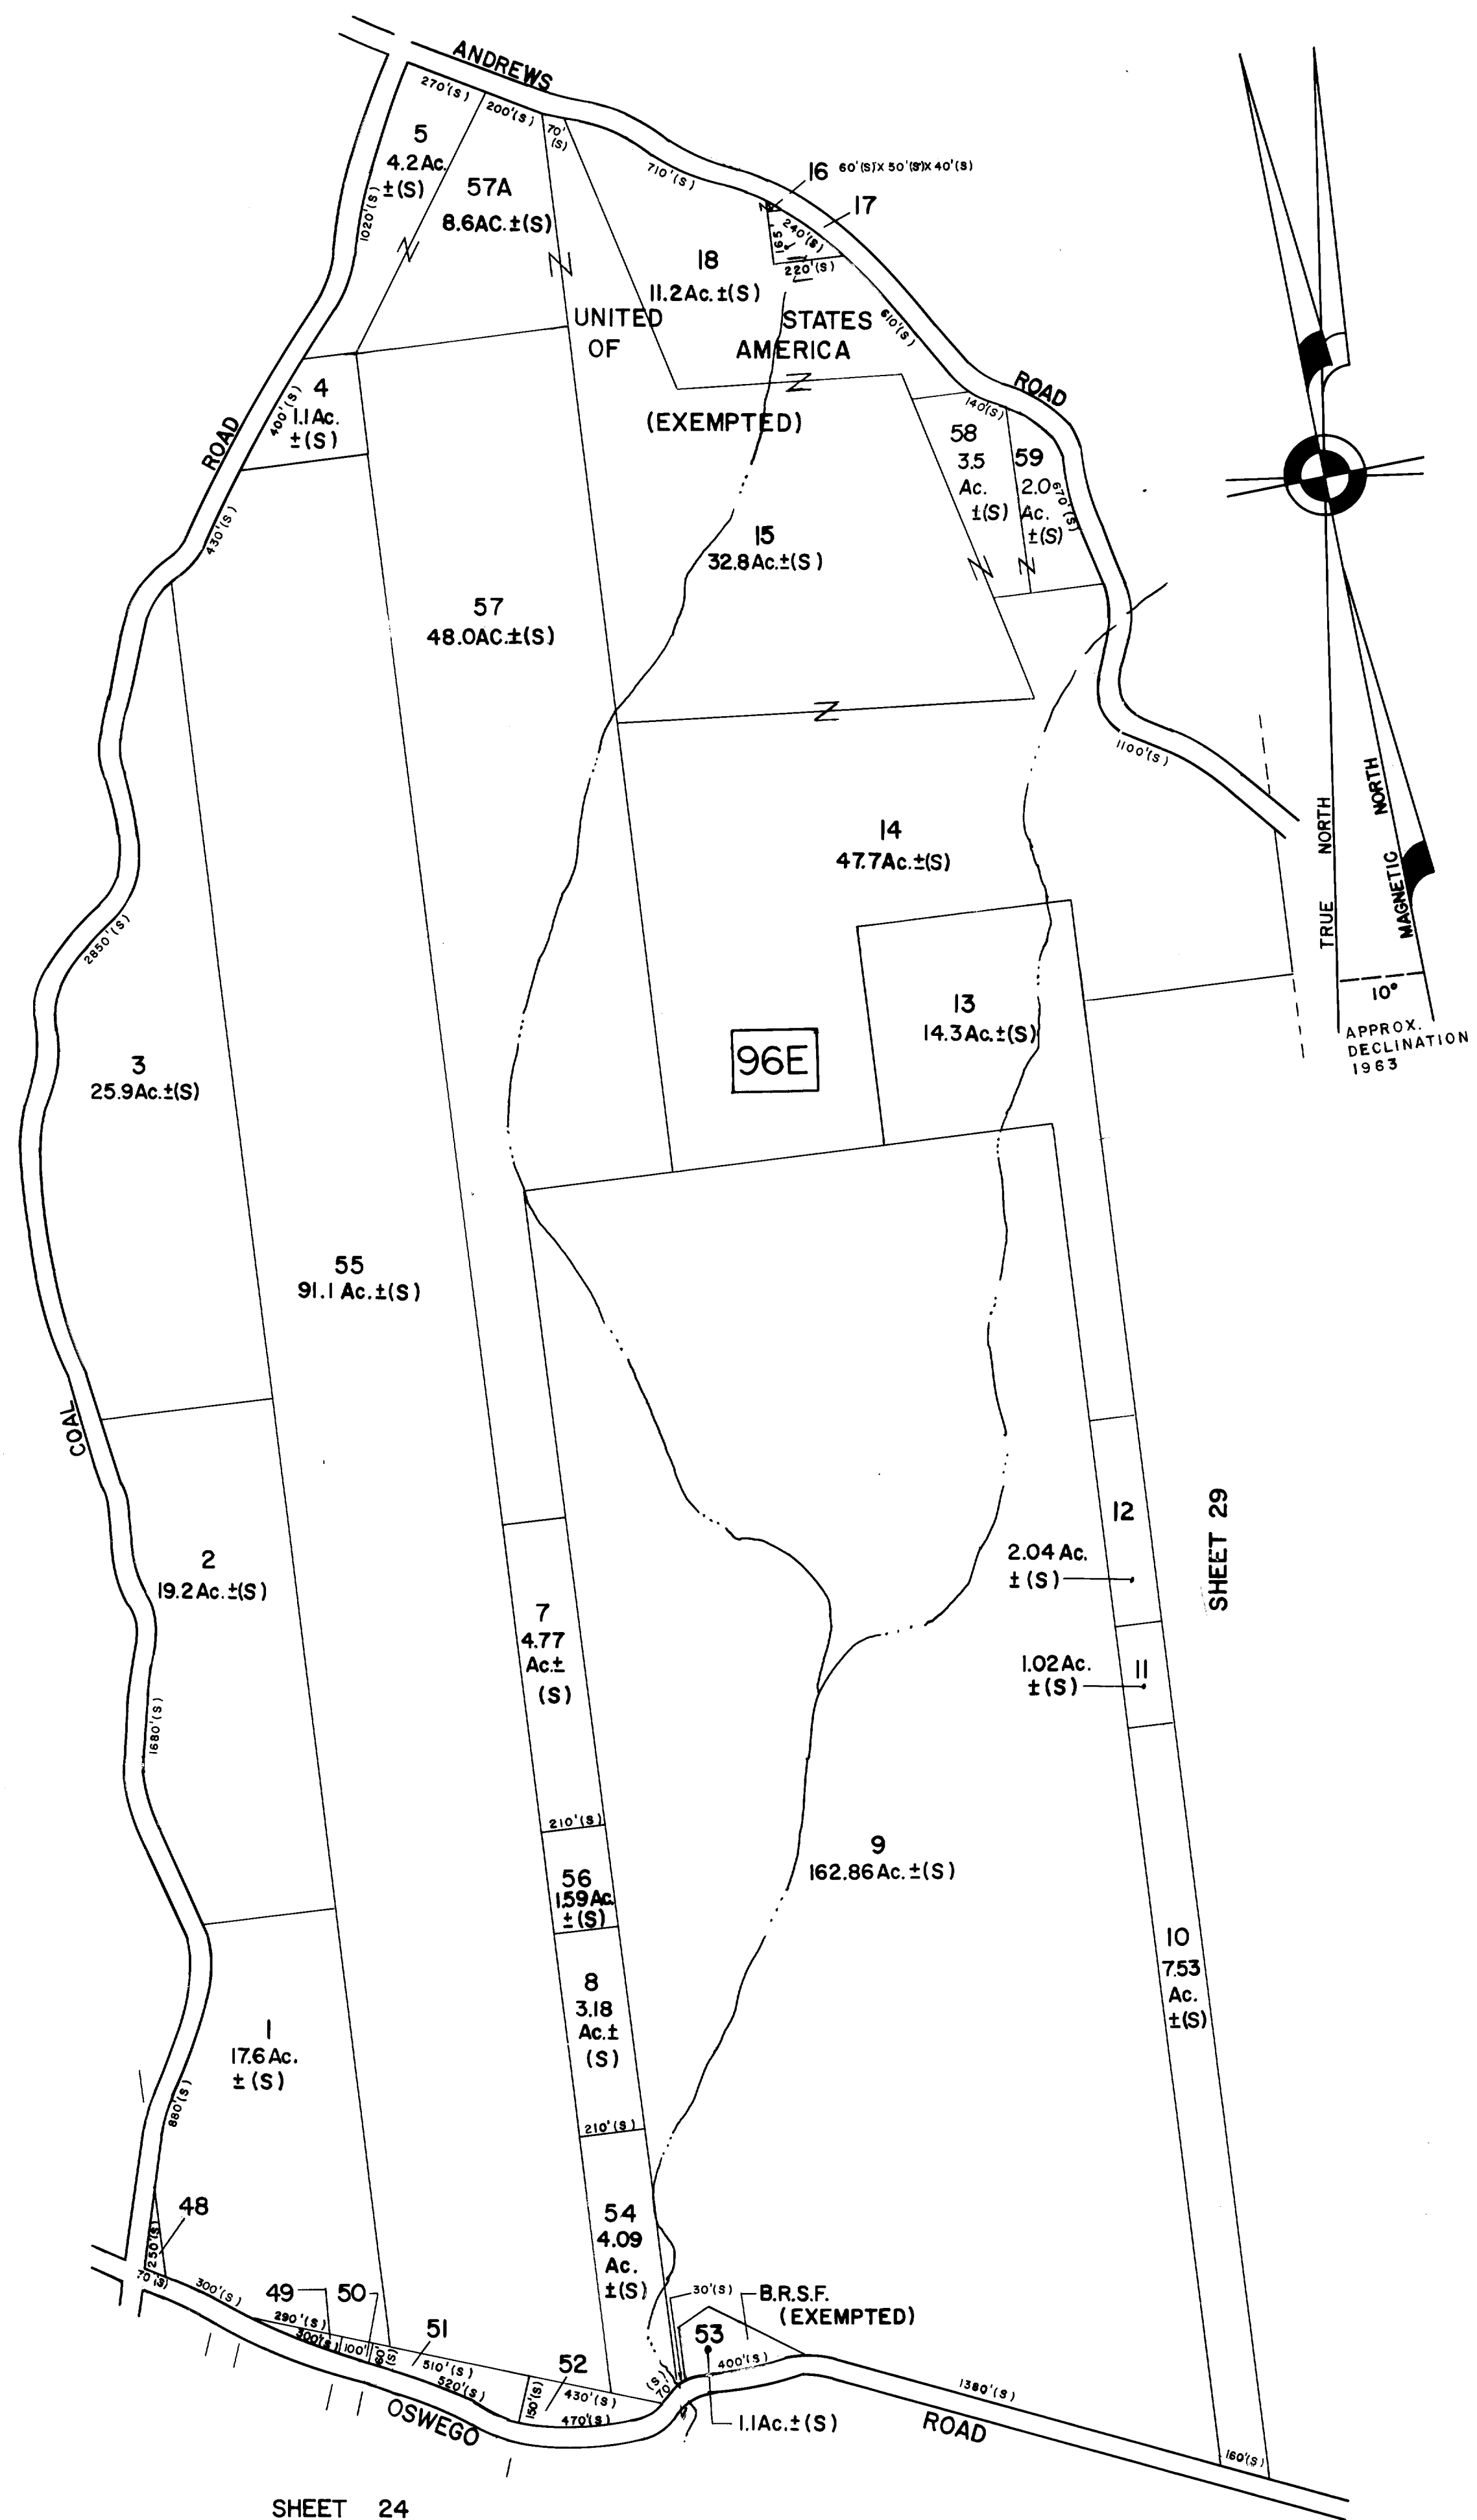 ANDREWS
270'(S)
200'(S)
70'
(S)
5
4.2Ac.
±(S)
1020'(S)
57A
8.6AC.±(S)
710'(S)
16 60'(S)X 50'(S)X 40'(S)
17
240'(S)
165'
220'(S)
18
11.2Ac.±(S)
UNITED STATES
OF AMERICA
(EXEMPTED)
610'(S)
ROAD
4
1.1Ac.
±(S)
400'(S)
ROAD
430'(S)
140'(S)
58
3.5
Ac.
±(S)
59
2.0
Ac.
±(S)
670'(S)
15
32.8Ac.±(S)
57
48.0AC.±(S)
1100'(S)
14
47.7Ac.±(S)
TRUE NORTH
MAGNETIC NORTH
10°
APPROX.
DECLINATION
1963
2850'(S)
13
14.3Ac.±(S)
96E
3
25.9Ac.±(S)
55
91.1 Ac.±(S)
COAL
12
2.04 Ac.
±(S)
SHEET 29
2
19.2Ac.±(S)
7
4.77
Ac.±
(S)
11
1.02Ac.
±(S)
1680'(S)
210'(S)
9
162.86Ac.±(S)
56
1.59Ac.
±(S)
10
7.53
Ac.
±(S)
8
3.18
Ac.±
(S)
1
17.6Ac.
±(S)
880'(S)
210'(S)
48
250'(S)
54
4.09
Ac.
±(S)
70'(S)
300'(S)
49
50
290'(S)
300'(S)
100'
80'
(S)
51
510'(S)
520'(S)
52
150'(S)
430'(S)
470'(S)
30'(S)
B.R.S.F.
(EXEMPTED)
53
400'(S)
70'
(S)
1.1Ac.±(S)
1380'(S)
OSWEGO ROAD
160'(S)
SHEET 24